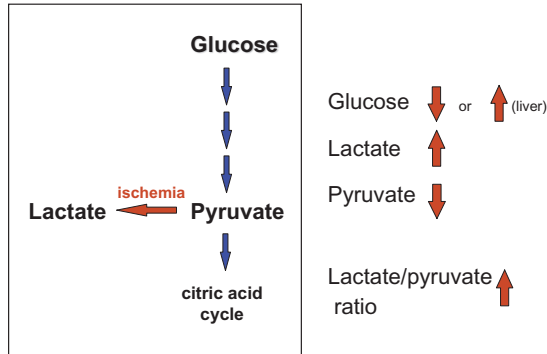 Glucose
ischemia
Lactate
Pyruvate
citric acid
cycle
Glucose or (liver)
Lactate
Pyruvate
Lactate/pyruvate
ratio